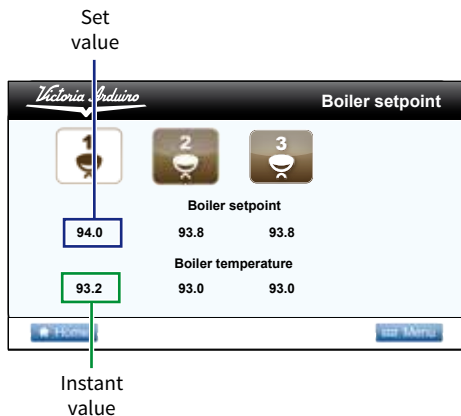 Set
value
Victoria Arduino
Boiler setpoint
1 2 3
Boiler setpoint
94.0 93.8 93.8
Boiler temperature
93.2 93.0 93.0
Home Menu
Instant
value